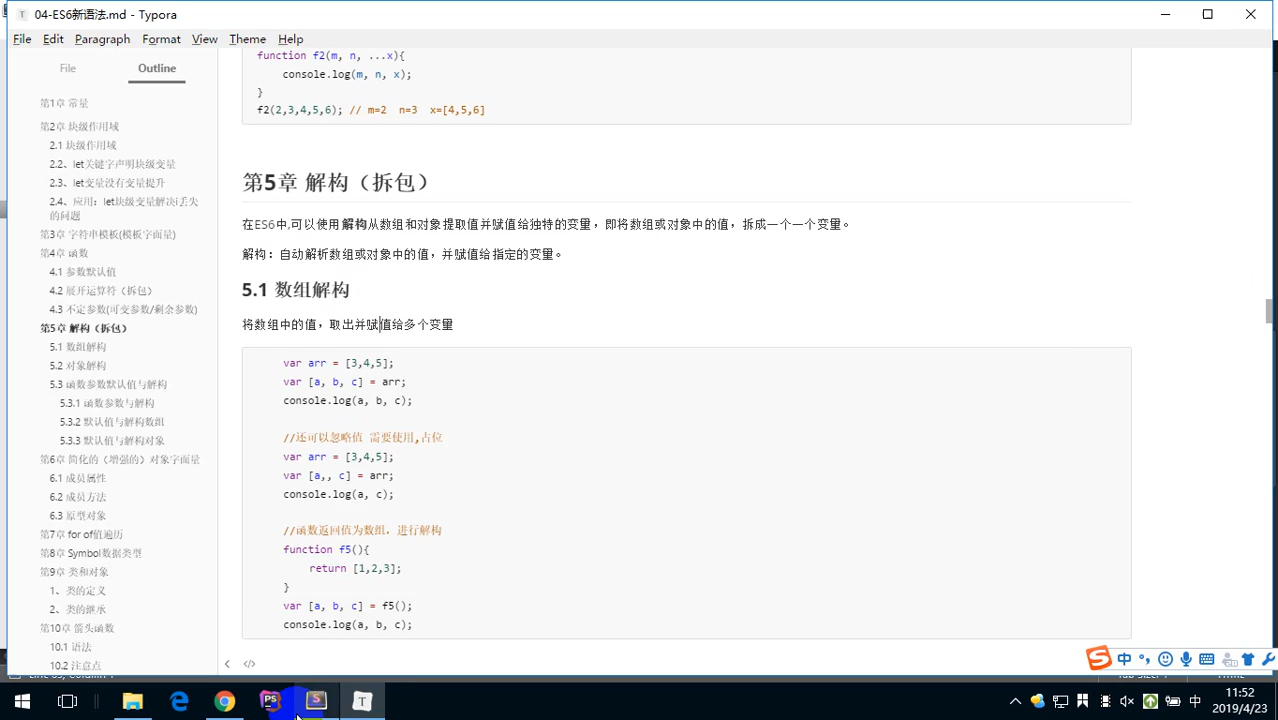 04-ES6新语法.md - Typora
File Edit Paragraph Format View Theme Help
File Outline
第1章 常量
第2章 块级作用域
2.1 块级作用域
2.2、let关键字声明块级变量
2.3、let变量没有变量提升
2.4、应用：let块级变量解决i丢失
的问题
第3章 字符串模板(模板字面量)
第4章 函数
4.1 参数默认值
4.2 展开运算符（拆包）
4.3 不定参数(可变参数/剩余参数)
第5章 解构（拆包）
5.1 数组解构
5.2 对象解构
5.3 函数参数默认值与解构
5.3.1 函数参数与解构
5.3.2 默认值与解构数组
5.3.3 默认值与解构对象
第6章 简化的（增强的）对象字面量
6.1 成员属性
6.2 成员方法
6.3 原型对象
第7章 for of值遍历
第8章 Symbol数据类型
第9章 类和对象
1、类的定义
2、类的继承
第10章 箭头函数
10.1 语法
10.2 注意点
function f2(m, n, ...x){
console.log(m, n, x);
}
f2(2,3,4,5,6); // m=2  n=3  x=[4,5,6]
第5章 解构（拆包）
在ES6中,可以使用 解构从数组和对象提取值并赋值给独特的变量，即将数组或对象中的值，拆成一个一个变量。
解构：自动解析数组或对象中的值，并赋值给指定的变量。
5.1 数组解构
将数组中的值，取出并赋值给多个变量
var arr = [3,4,5];
var [a, b, c] = arr;
console.log(a, b, c);
//还可以忽略值 需要使用,占位
var arr = [3,4,5];
var [a,, c] = arr;
console.log(a, c);
//函数返回值为数组，进行解构
function f5(){
return [1,2,3];
}
var [a, b, c] = f5();
console.log(a, b, c);
中
中
11:52
2019/4/23